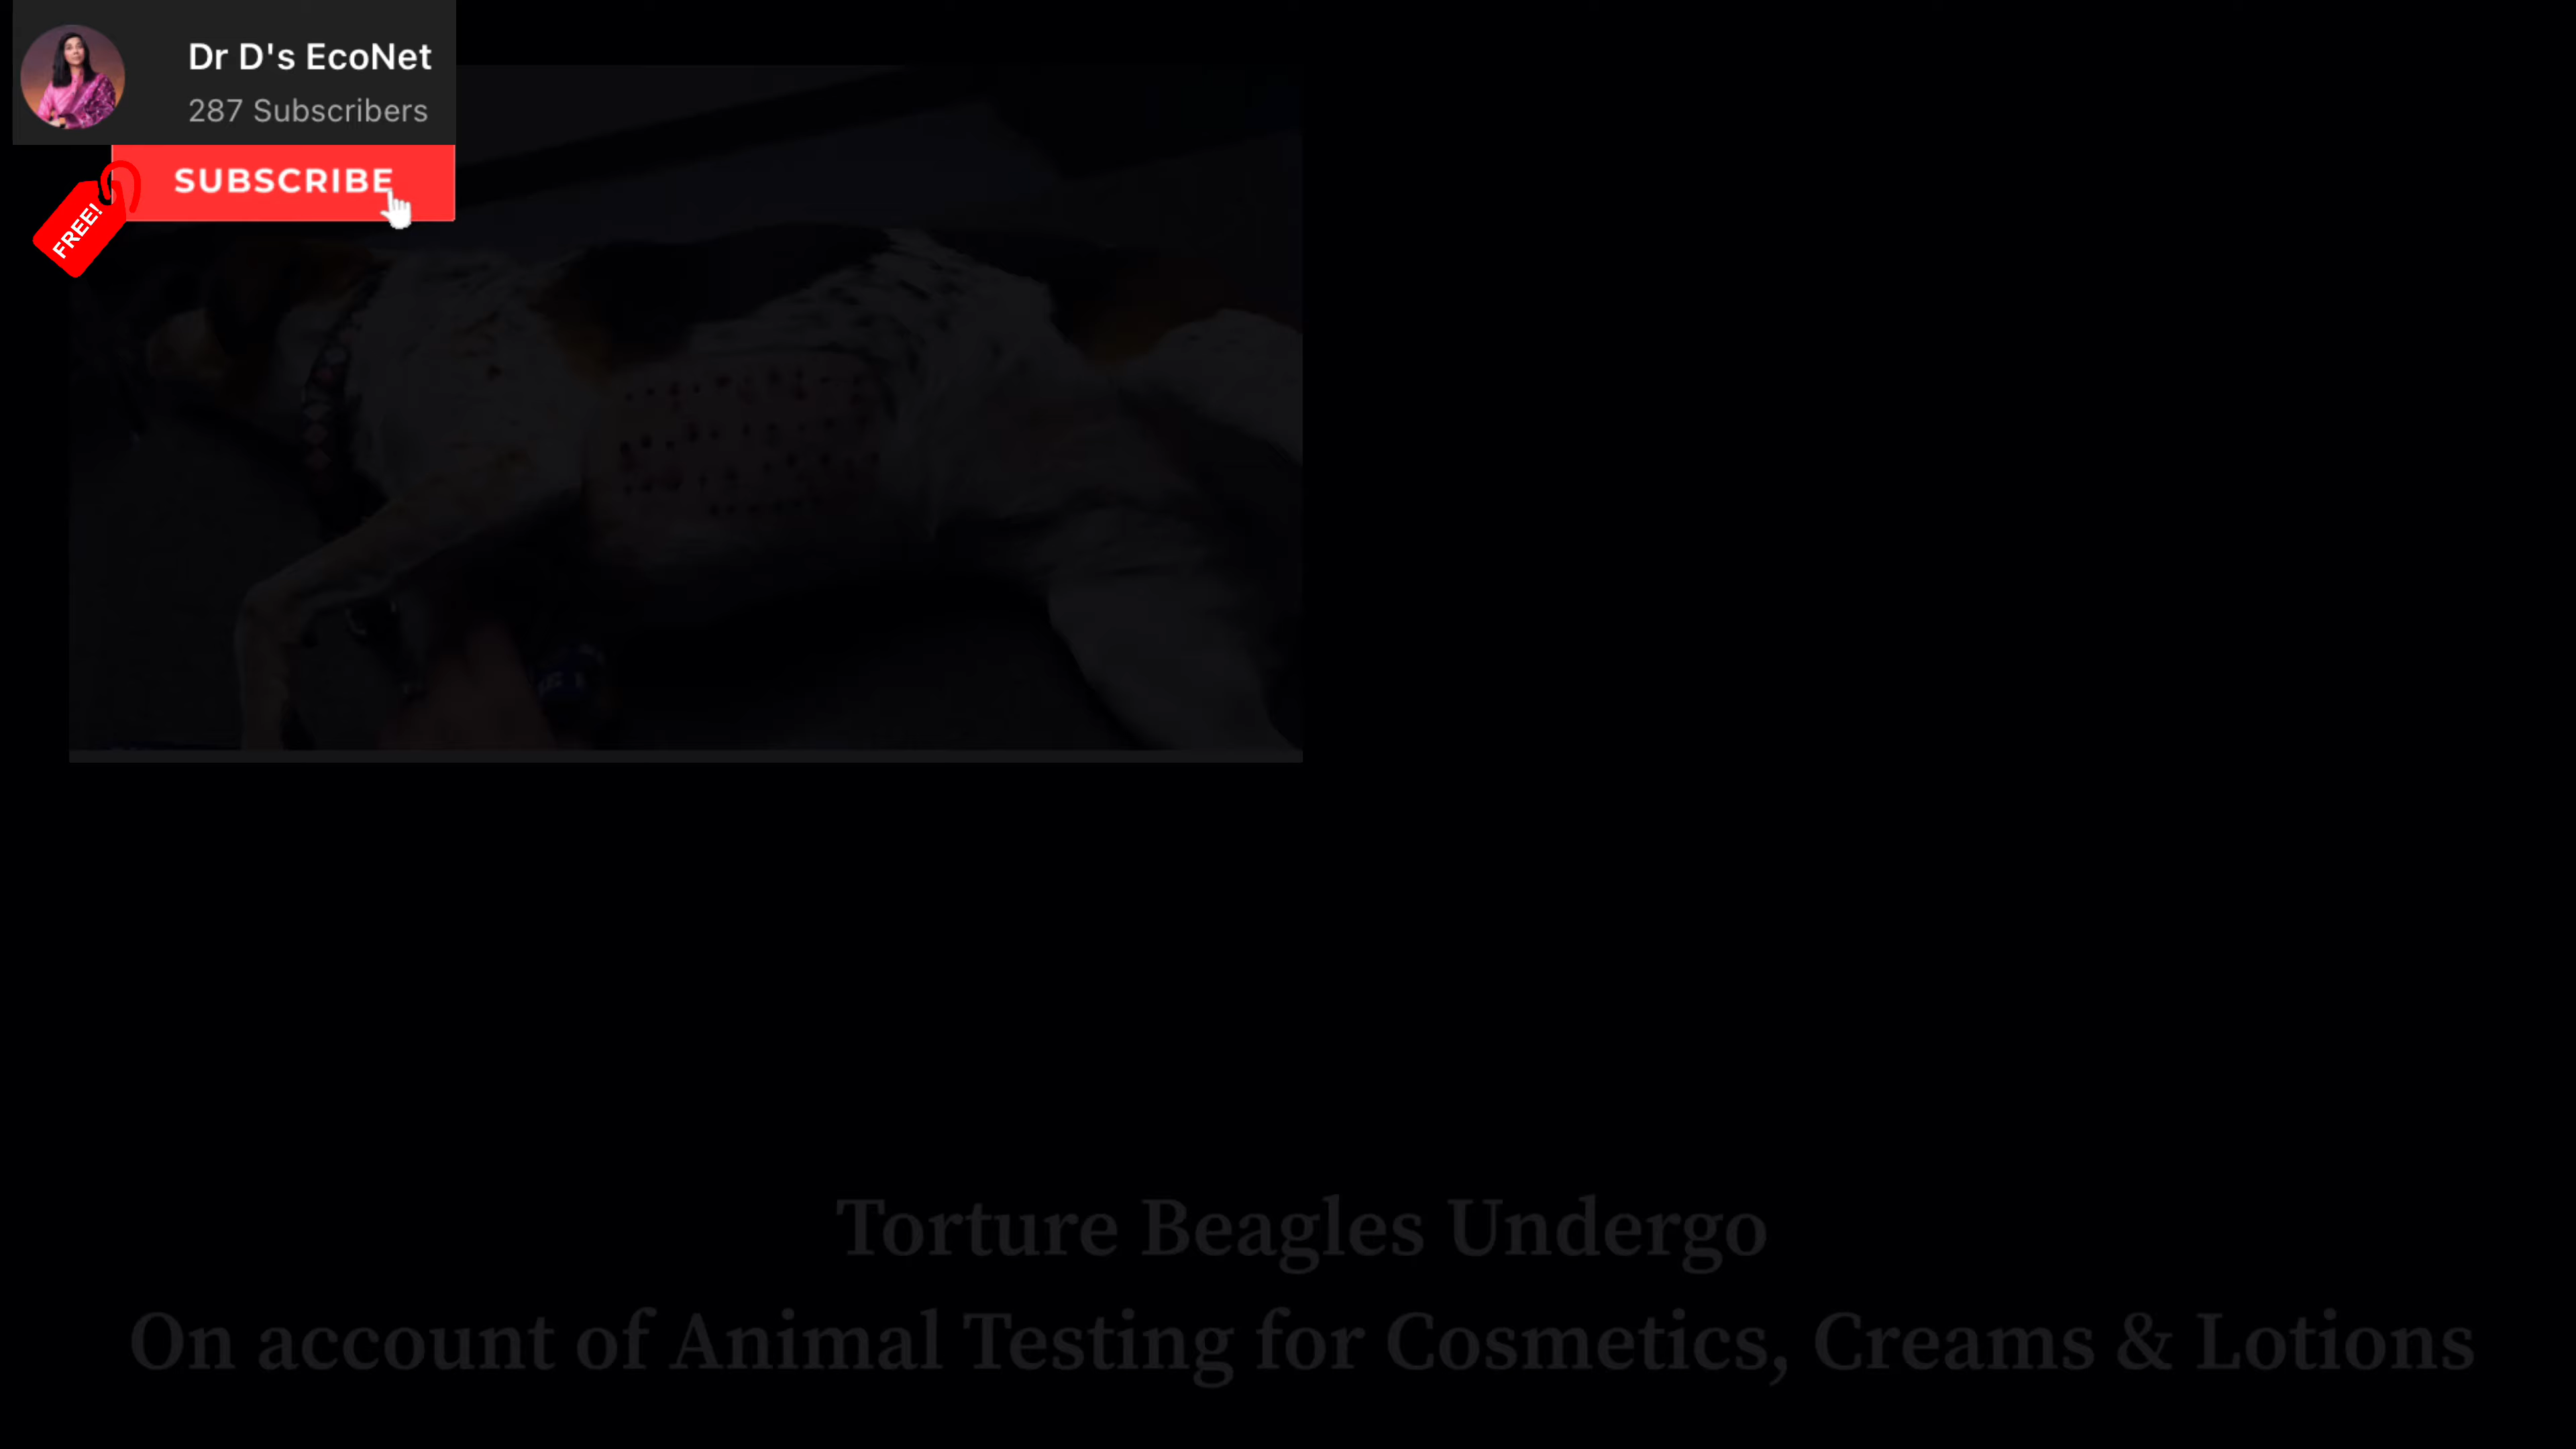 Dr D's EcoNet
287 Subscribers
SUBSCRIBE
FREE!
Torture Beagles Undergo
On account of Animal Testing for Cosmetics, Creams & Lotions